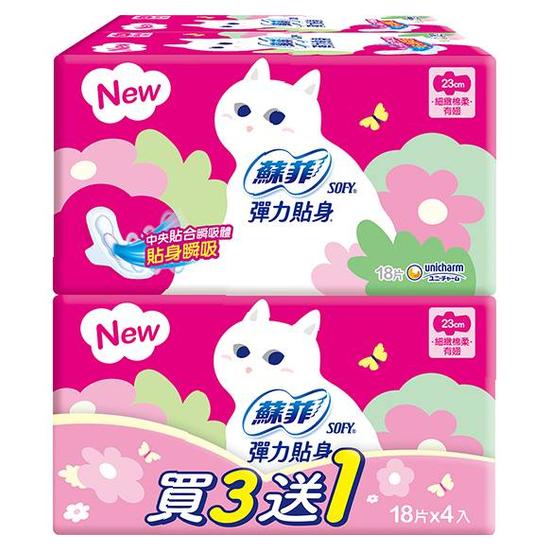 New
23cm
細緻棉柔
有翅
蘇菲
SOFY®
彈力貼身
中央貼合瞬吸體
貼身瞬吸
18片
unicharm
ユニ・チャーム
New
23cm
細緻棉柔
有翅
蘇菲
SOFY®
彈力貼身
買3送1
18片x4入